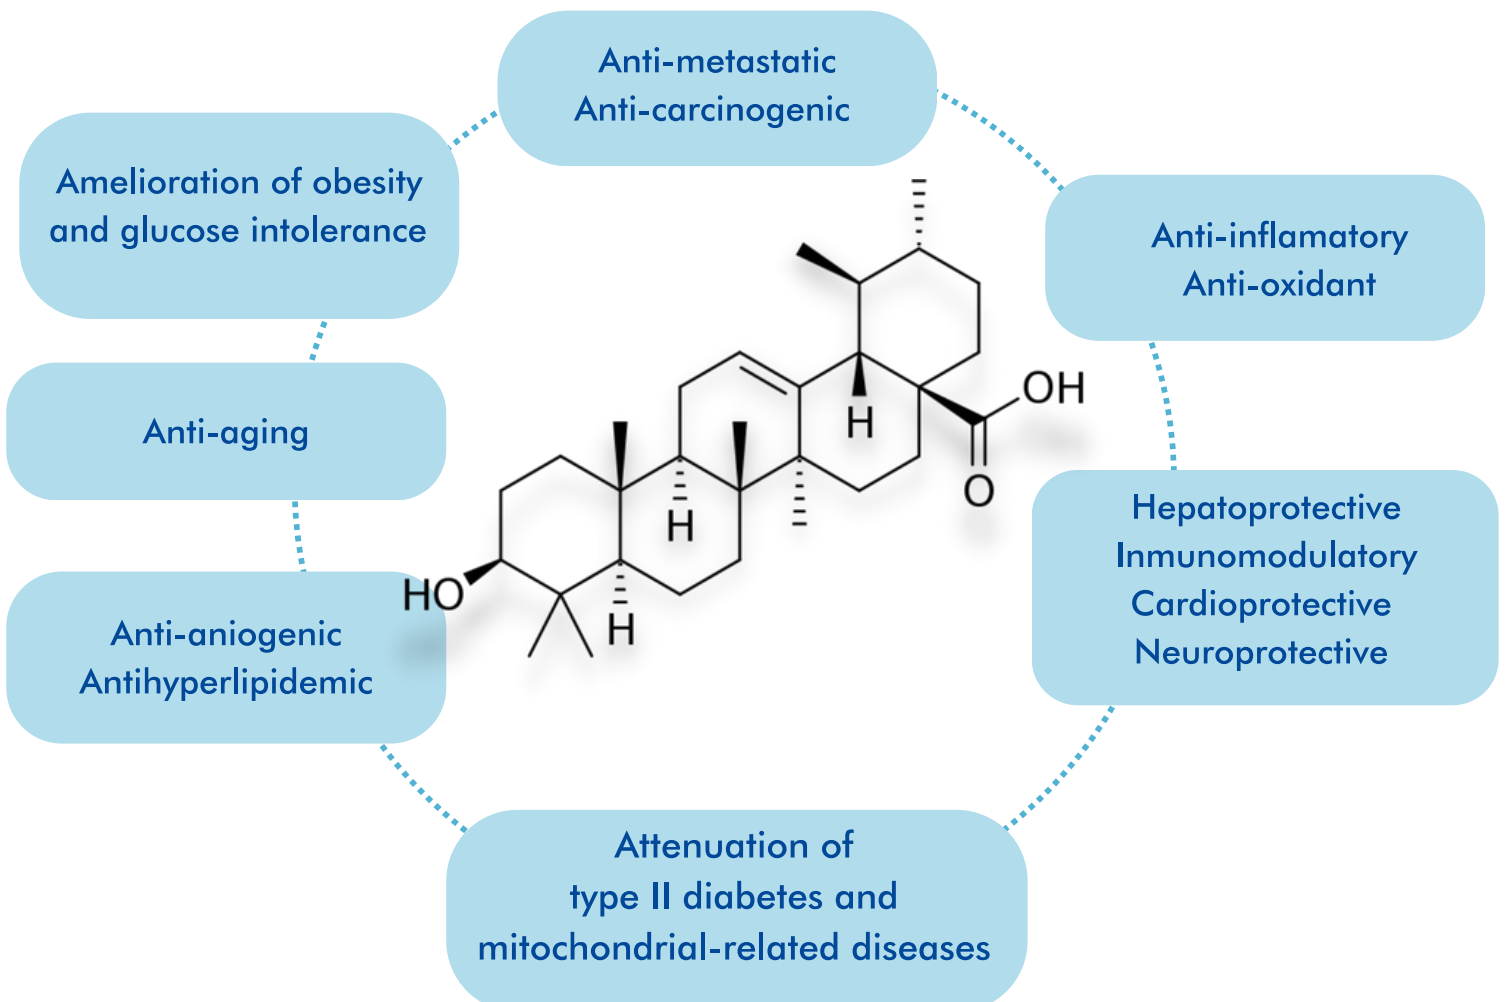 Anti-metastatic
Anti-carcinogenic
Amelioration of obesity
and glucose intolerance
Anti-inflamatory
Anti-oxidant
Anti-aging
OH
H
O
H
HO
H
Hepatoprotective
Inmunomodulatory
Cardioprotective
Neuroprotective
Anti-aniogenic
Antihyperlipidemic
Attenuation of
type II diabetes and
mitochondrial-related diseases